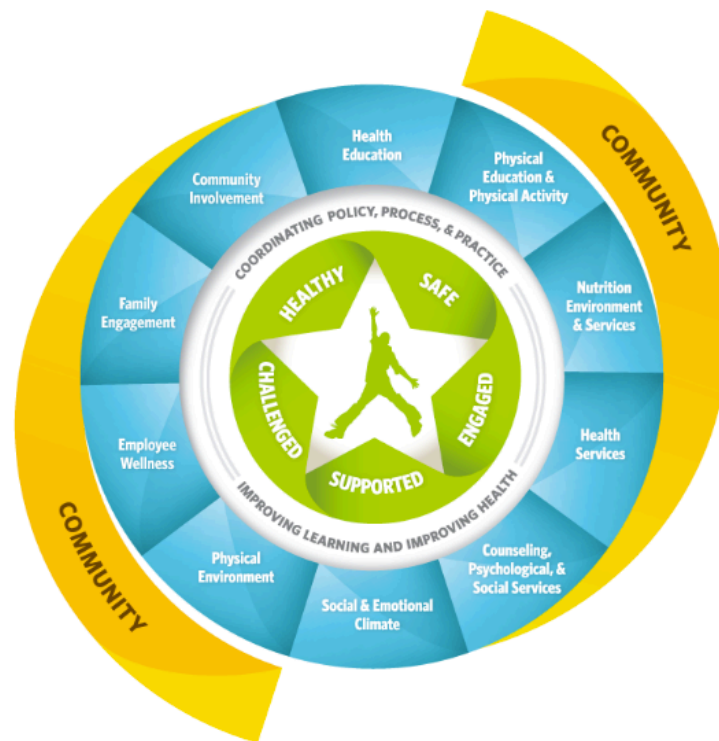 COMMUNITY
Health
Education
Physical
Education &
Physical Activity
Nutrition
Environment
& Services
Health
Services
Counseling,
Psychological, &
Social Services
Social & Emotional
Climate
Physical
Environment
Employee
Wellness
Family
Engagement
Community
Involvement
COORDINATING POLICY, PROCESS, & PRACTICE
IMPROVING LEARNING AND IMPROVING HEALTH
HEALTHY
SAFE
ENGAGED
SUPPORTED
CHALLENGED
COMMUNITY